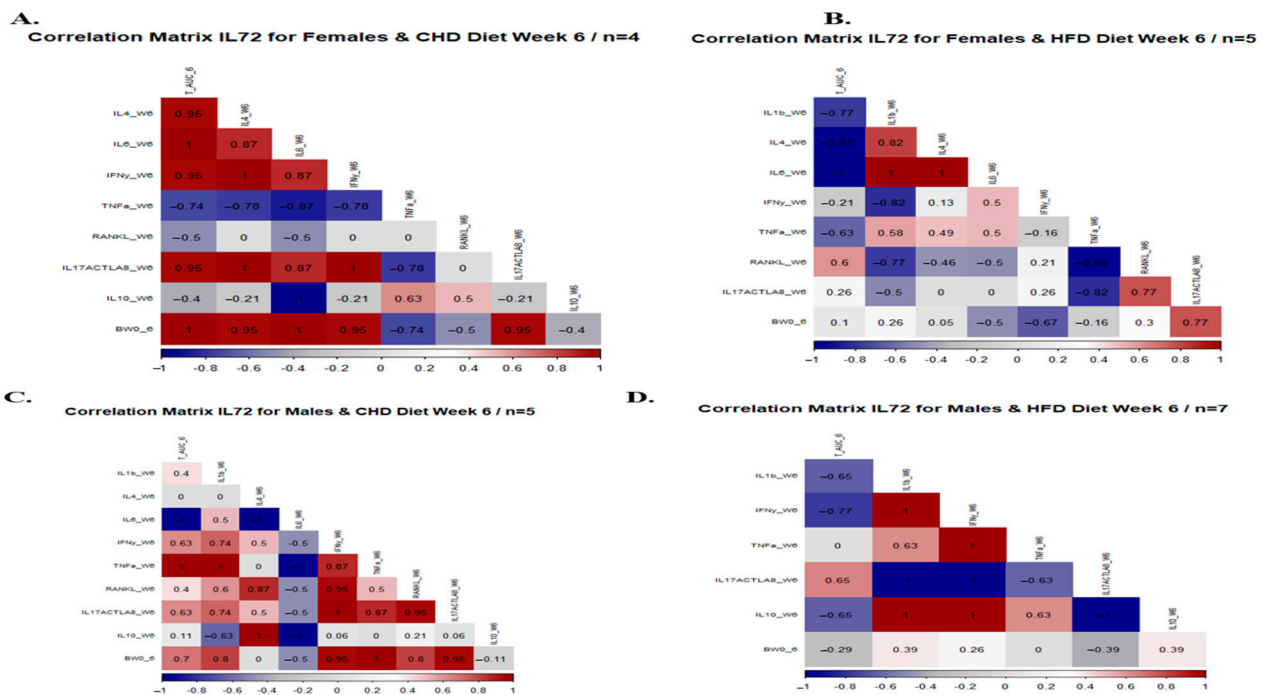 A.
Correlation Matrix IL72 for Females & CHD Diet Week 6 / n=4
T_AUC_6
IL4_W6 0.95 IL4_W6
IL6_W6 1 0.87 IL6_W6
IFNy_W6 0.95 1 0.87 IFNy_W6
TNFa_W6 −0.74 −0.78 −0.87 −0.78 TNFa_W6
RANKL_W6 −0.5 0 −0.5 0 0 RANKL_W6
IL17ACTLA8_W6 0.95 1 0.87 1 −0.78 0 IL17ACTLA8_W6
IL10_W6 −0.4 −0.21 −1 −0.21 0.63 0.5 −0.21 IL10_W6
BW0_6 1 0.95 1 0.95 −0.74 −0.5 0.95 −0.4
−1 −0.8 −0.6 −0.4 −0.2 0 0.2 0.4 0.6 0.8 1
B.
Correlation Matrix IL72 for Females & HFD Diet Week 6 / n=5
T_AUC_6
IL1b_W6 −0.77 IL1b_W6
IL4_W6 −0.97 0.82 IL4_W6
IL6_W6 −1 1 1 IL6_W6
IFNy_W6 −0.21 −0.82 0.13 0.5 IFNy_W6
TNFa_W6 −0.63 0.58 0.49 0.5 −0.16 TNFa_W6
RANKL_W6 0.6 −0.77 −0.46 −0.5 0.21 RANKL_W6
IL17ACTLA8_W6 0.26 −0.5 0 0 0.26 −0.82 0.77 IL17ACTLA8_W6
BW0_6 0.1 0.26 0.05 −0.5 −0.67 −0.16 0.3 0.77
−1 −0.8 −0.6 −0.4 −0.2 0 0.2 0.4 0.6 0.8 1
C.
Correlation Matrix IL72 for Males & CHD Diet Week 6 / n=5
T_AUC_6
IL1b_W6 0.4 IL1b_W6
IL4_W6 0 0 IL4_W6
IL6_W6 −1 0.5 −1 IL6_W6
IFNy_W6 0.63 0.74 0.5 −0.5 IFNy_W6
TNFa_W6 1 1 0 −1 0.87 TNFa_W6
RANKL_W6 0.4 0.6 0.87 −0.5 0.95 0.5 RANKL_W6
IL17ACTLA8_W6 0.63 0.74 0.5 −0.5 1 0.87 0.95 IL17ACTLA8_W6
IL10_W6 0.11 −0.63 1 −1 0.06 0 0.21 0.06 IL10_W6
BW0_6 0.7 0.8 0 −0.5 0.95 1 0.8 0.95 −0.11
−1 −0.8 −0.6 −0.4 −0.2 0 0.2 0.4 0.6 0.8 1
D.
Correlation Matrix IL72 for Males & HFD Diet Week 6 / n=7
T_AUC_6
IL1b_W6 −0.65 IL1b_W6
IFNy_W6 −0.77 1 IFNy_W6
TNFa_W6 0 0.63 1 TNFa_W6
IL17ACTLA8_W6 0.65 −1 −1 −0.63 IL17ACTLA8_W6
IL10_W6 −0.65 1 1 0.63 −1 IL10_W6
BW0_6 −0.29 0.39 0.26 0 −0.39 0.39
−1 −0.8 −0.6 −0.4 −0.2 0 0.2 0.4 0.6 0.8 1